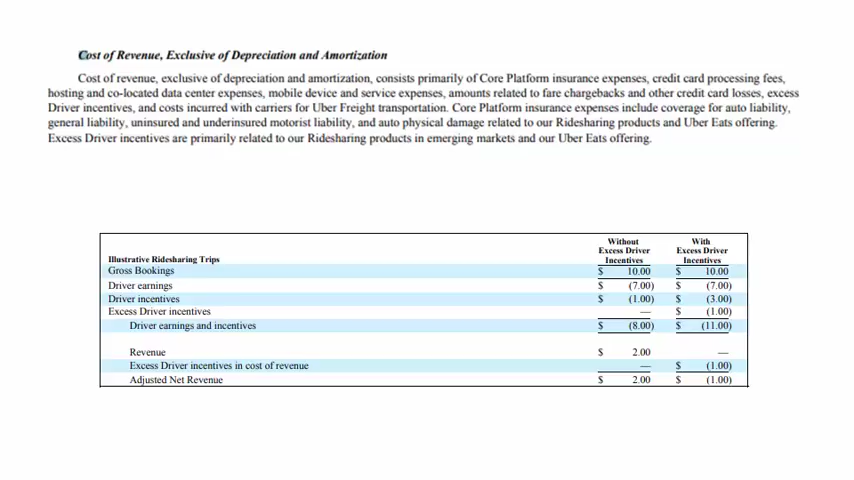 Cost of Revenue, Exclusive of Depreciation and Amortization
Cost of revenue, exclusive of depreciation and amortization, consists primarily of Core Platform insurance expenses, credit card processing fees,
hosting and co-located data center expenses, mobile device and service expenses, amounts related to fare chargebacks and other credit card losses, excess
Driver incentives, and costs incurred with carriers for Uber Freight transportation. Core Platform insurance expenses include coverage for auto liability,
general liability, uninsured and underinsured motorist liability, and auto physical damage related to our Ridesharing products and Uber Eats offering.
Excess Driver incentives are primarily related to our Ridesharing products in emerging markets and our Uber Eats offering.
Without With
Excess Driver Excess Driver
Illustrative Ridesharing Trips Incentives Incentives
Gross Bookings $ 10.00 $ 10.00
Driver earnings $ (7.00) $ (7.00)
Driver incentives $ (1.00) $ (3.00)
Excess Driver incentives — $ (1.00)
Driver earnings and incentives $ (8.00) $ (11.00)
Revenue $ 2.00 —
Excess Driver incentives in cost of revenue — $ (1.00)
Adjusted Net Revenue $ 2.00 $ (1.00)